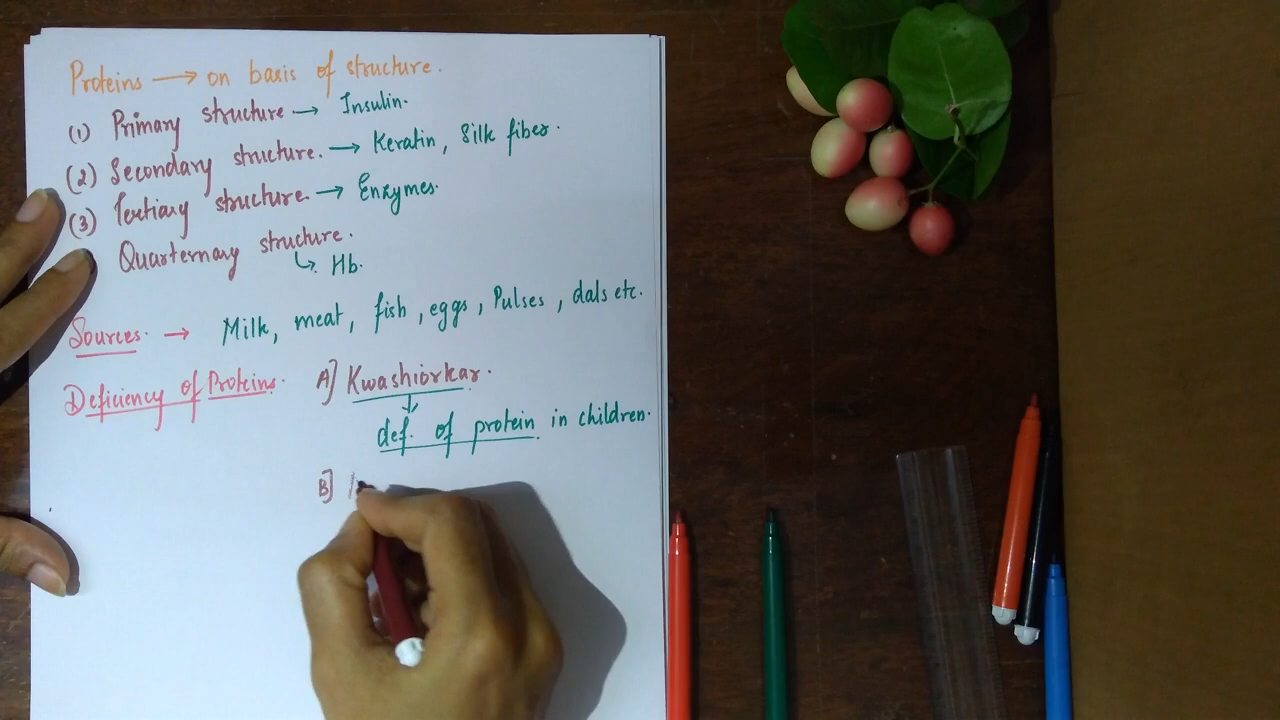 Proteins → on basis of structure.
(1) Primary structure → Insulin.
(2) Secondary structure. → Keratin, Silk fiber.
(3) Tertiary structure → Enzymes.
Quarternary structure.
↳ Hb.
Sources. → Milk, meat, fish, eggs, Pulses, dals etc.
Deficiency of Proteins. A] Kwashiorkar.
↓
def. of protein in children.
B]